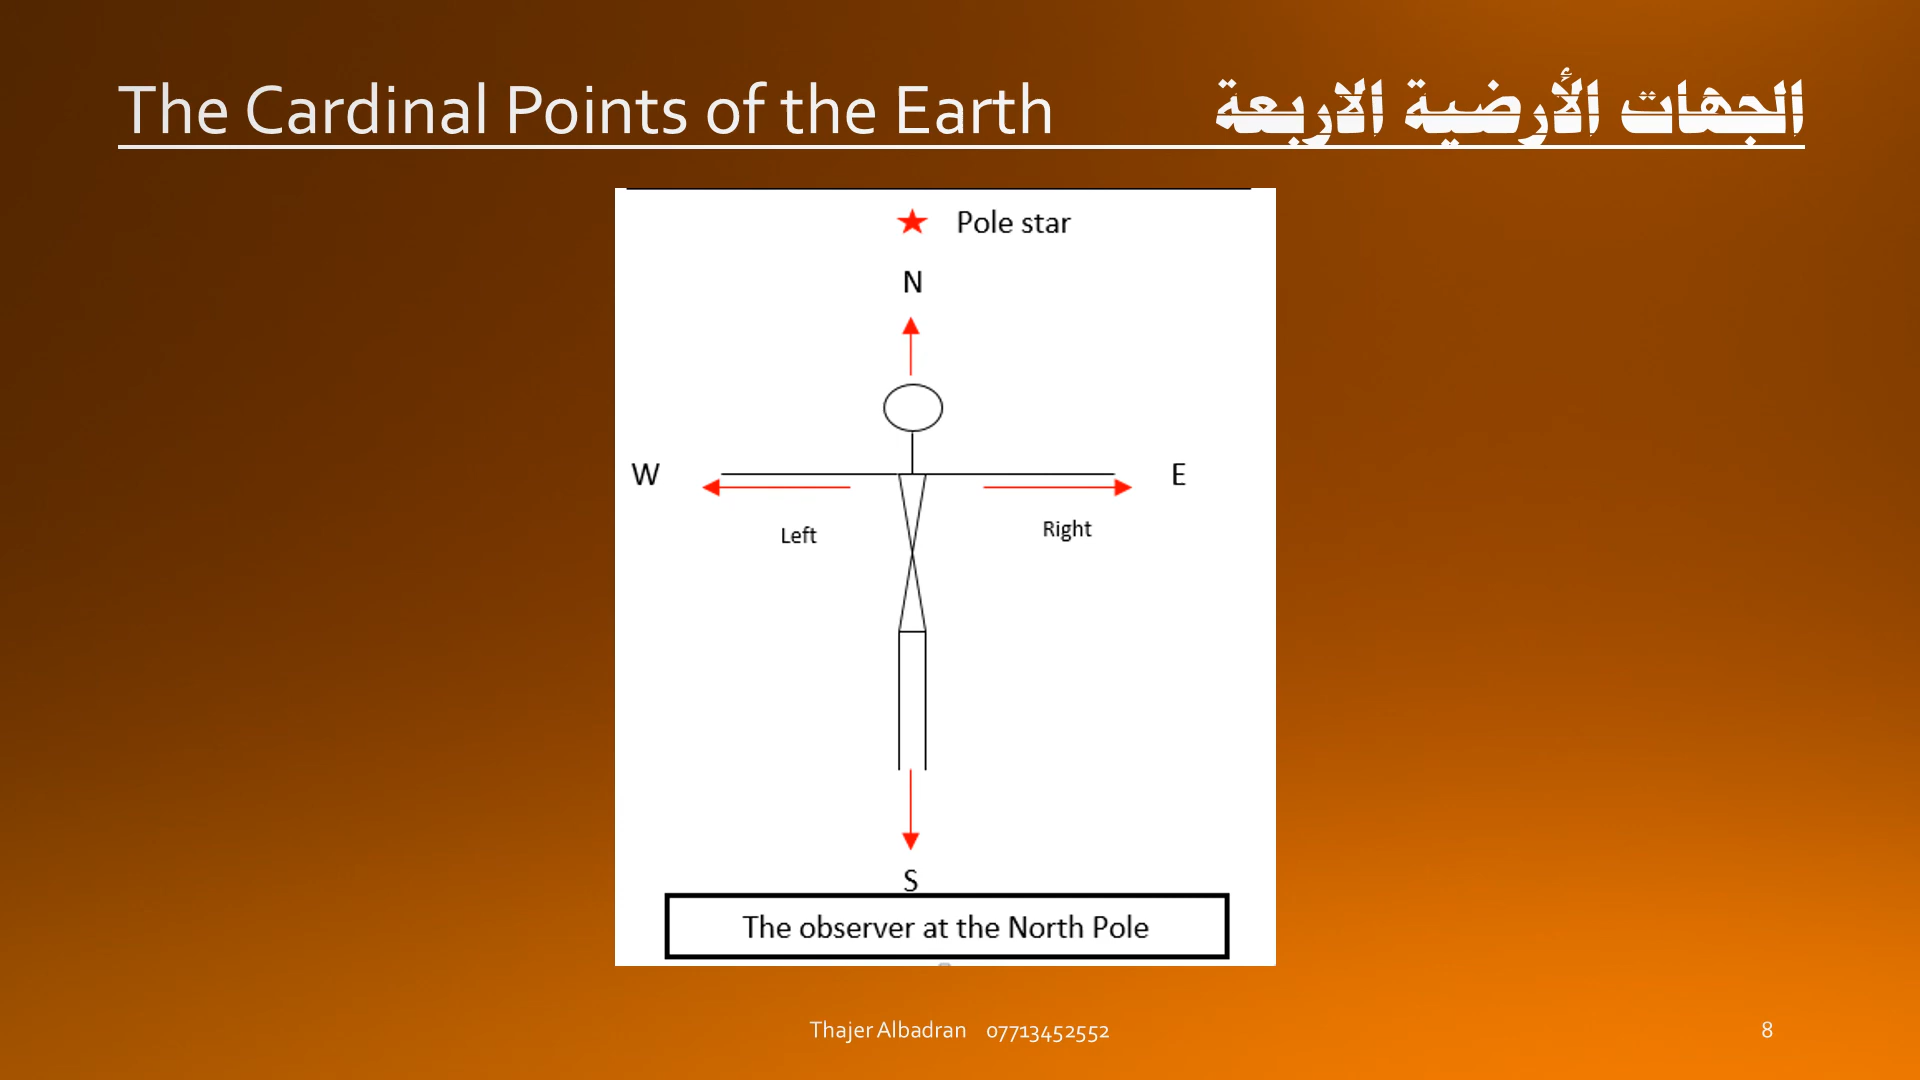 The Cardinal Points of the Earth الجهات الأرضية الاربعة
Pole star
N
W
E
Left
Right
S
The observer at the North Pole
Thajer Albadran 07713452552
8